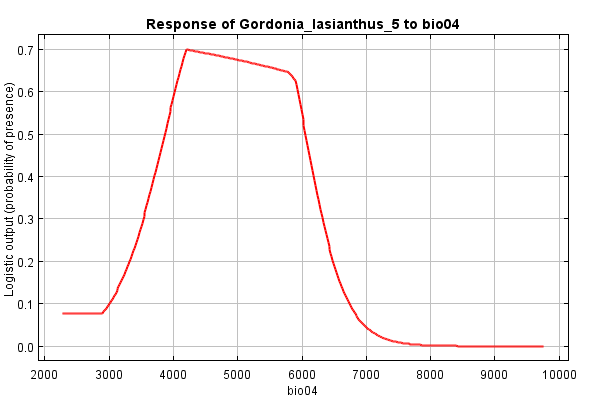 Response of Gordonia_lasianthus_5 to bio04
Logistic output (probability of presence)
0.7
0.6
0.5
0.4
0.3
0.2
0.1
0.0
2000 3000 4000 5000 6000 7000 8000 9000 10000
bio04